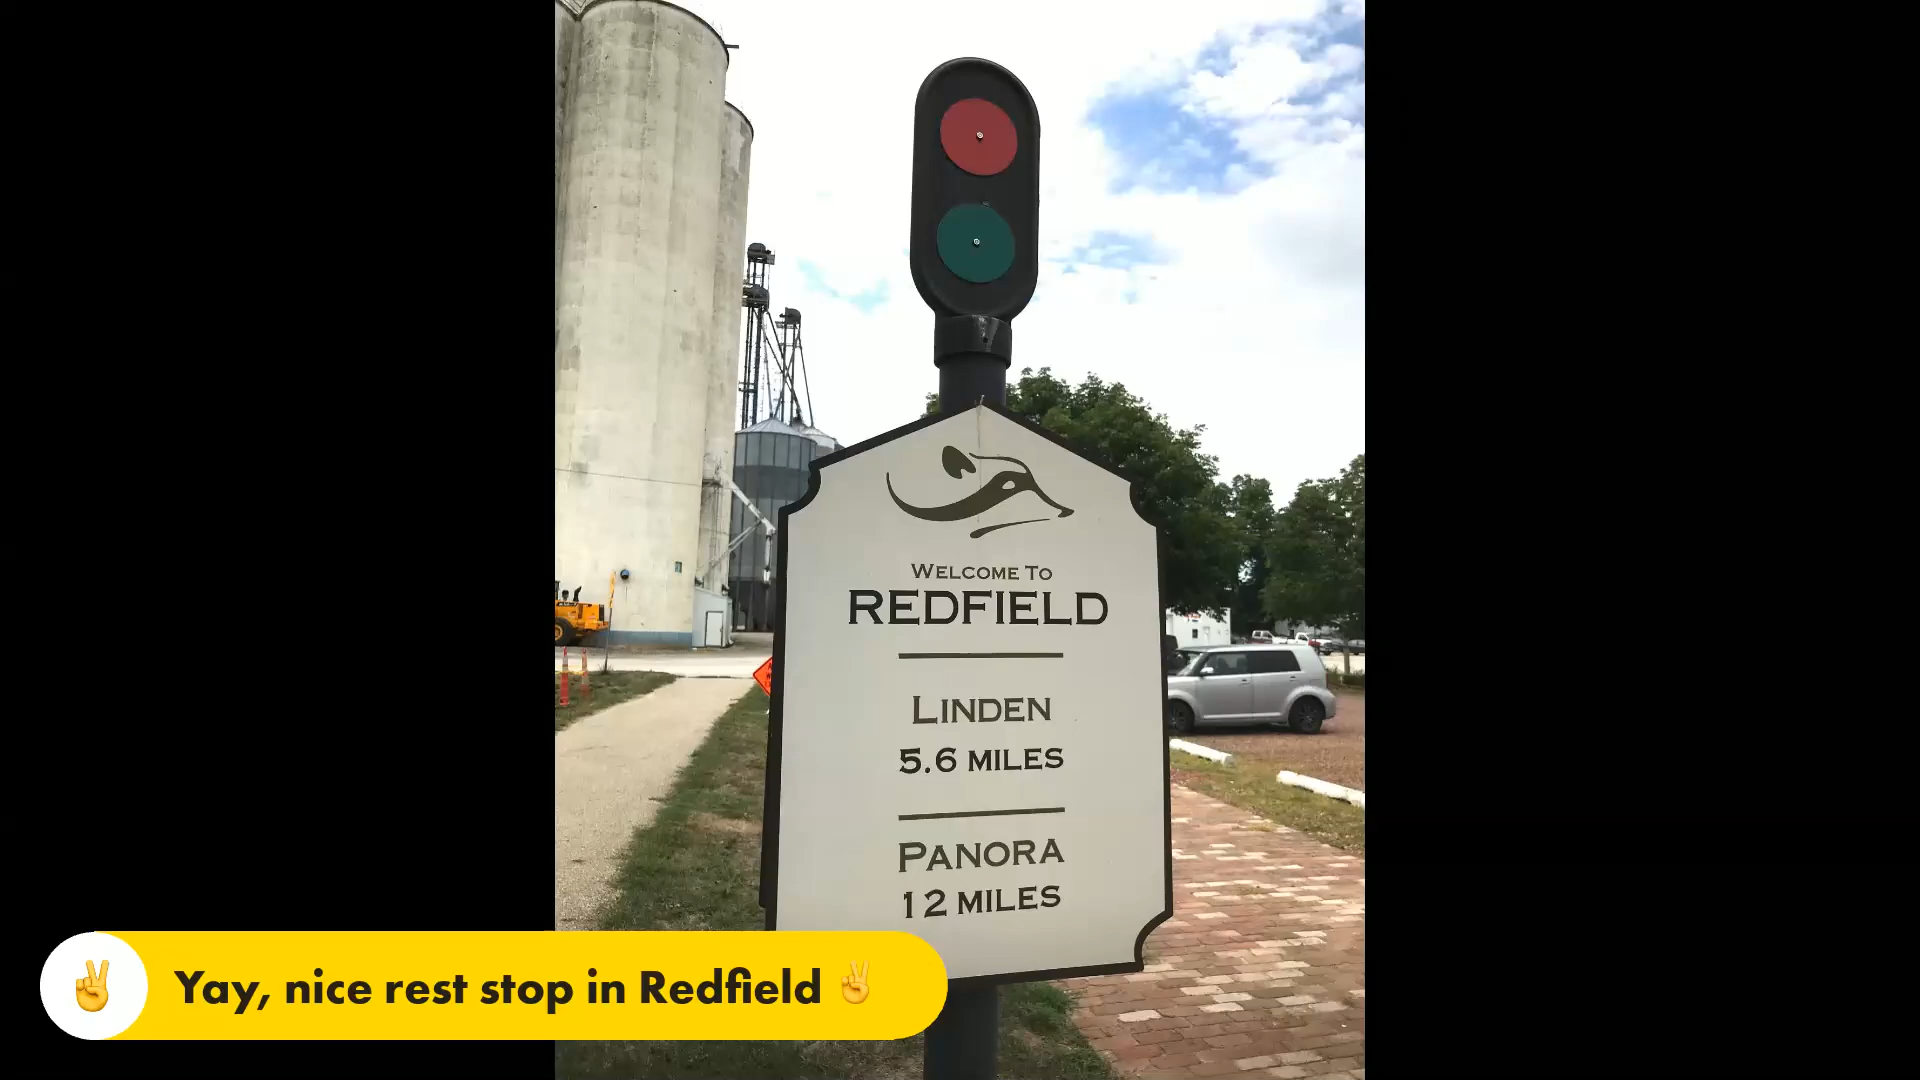 WELCOME TO
REDFIELD
LINDEN
5.6 MILES
PANORA
12 MILES
Yay, nice rest stop in Redfield ✌️